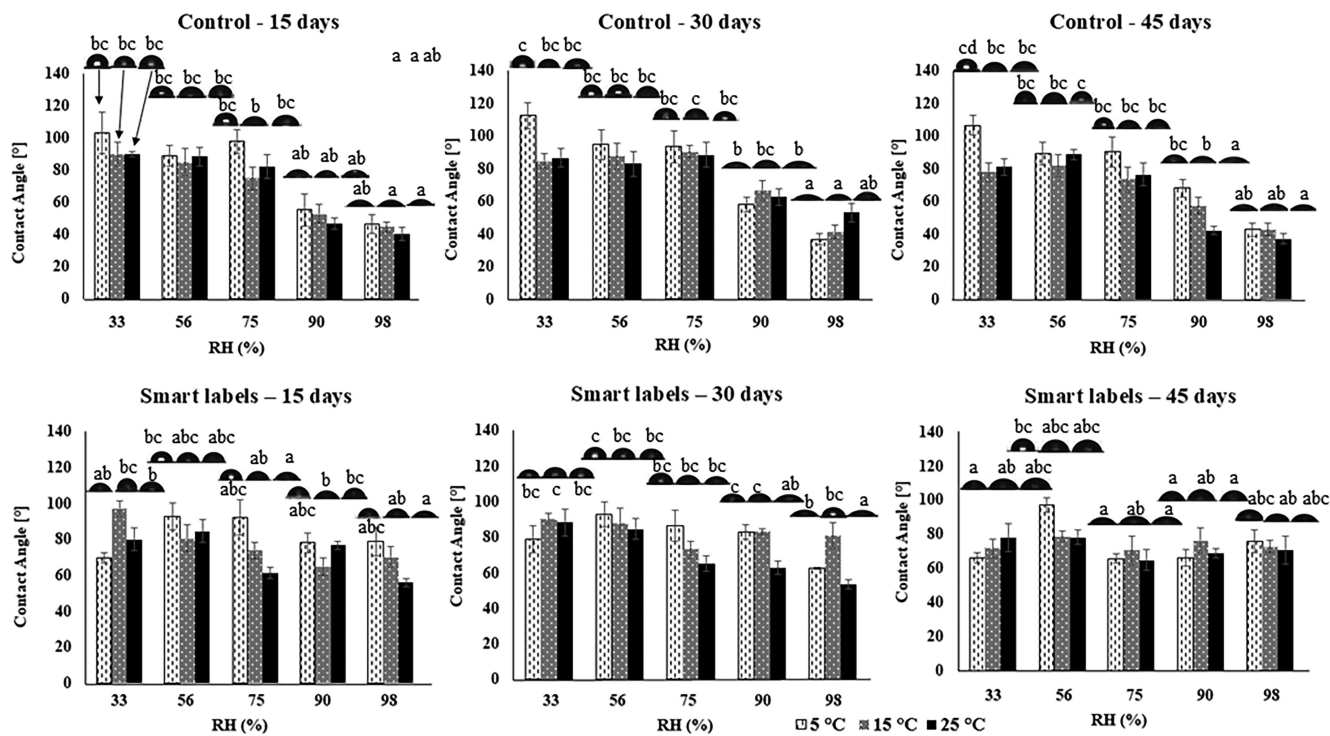 Control - 15 days
bc bc bc
a a ab
140
bc bc bc
120
bc b bc
100
80
ab ab ab
60
ab a a
40
20
0
Contact Angle [°]
33 56 75 90 98
RH (%)
Control - 30 days
c bc bc
140
bc bc bc
120
bc c bc
100
b bc b
80
a a ab
60
40
20
0
Contact Angle [°]
33 56 75 90 98
RH (%)
Control - 45 days
cd bc bc
140
bc bc c
120
bc bc bc
100
bc b a
80
ab ab a
60
40
20
0
Contact Angle [°]
33 56 75 90 98
RH (%)
Smart labels – 15 days
140
bc abc abc
120
ab bc b
ab a
abc
100
b bc
abc
ab a
abc
80
60
40
20
0
Contact Angle [°]
33 56 75 90 98
RH (%)
Smart labels – 30 days
140
c bc bc
120
bc c bc
bc bc bc
100
c c ab
b bc a
80
60
40
20
0
Contact Angle [°]
33 56 75 90 98
RH (%)
Smart labels – 45 days
140
bc abc abc
120
a ab abc
a ab a
100
a ab a
abc ab abc
80
60
40
20
0
Contact Angle [°]
33 56 75 90 98
RH (%)
5 °C 15 °C 25 °C